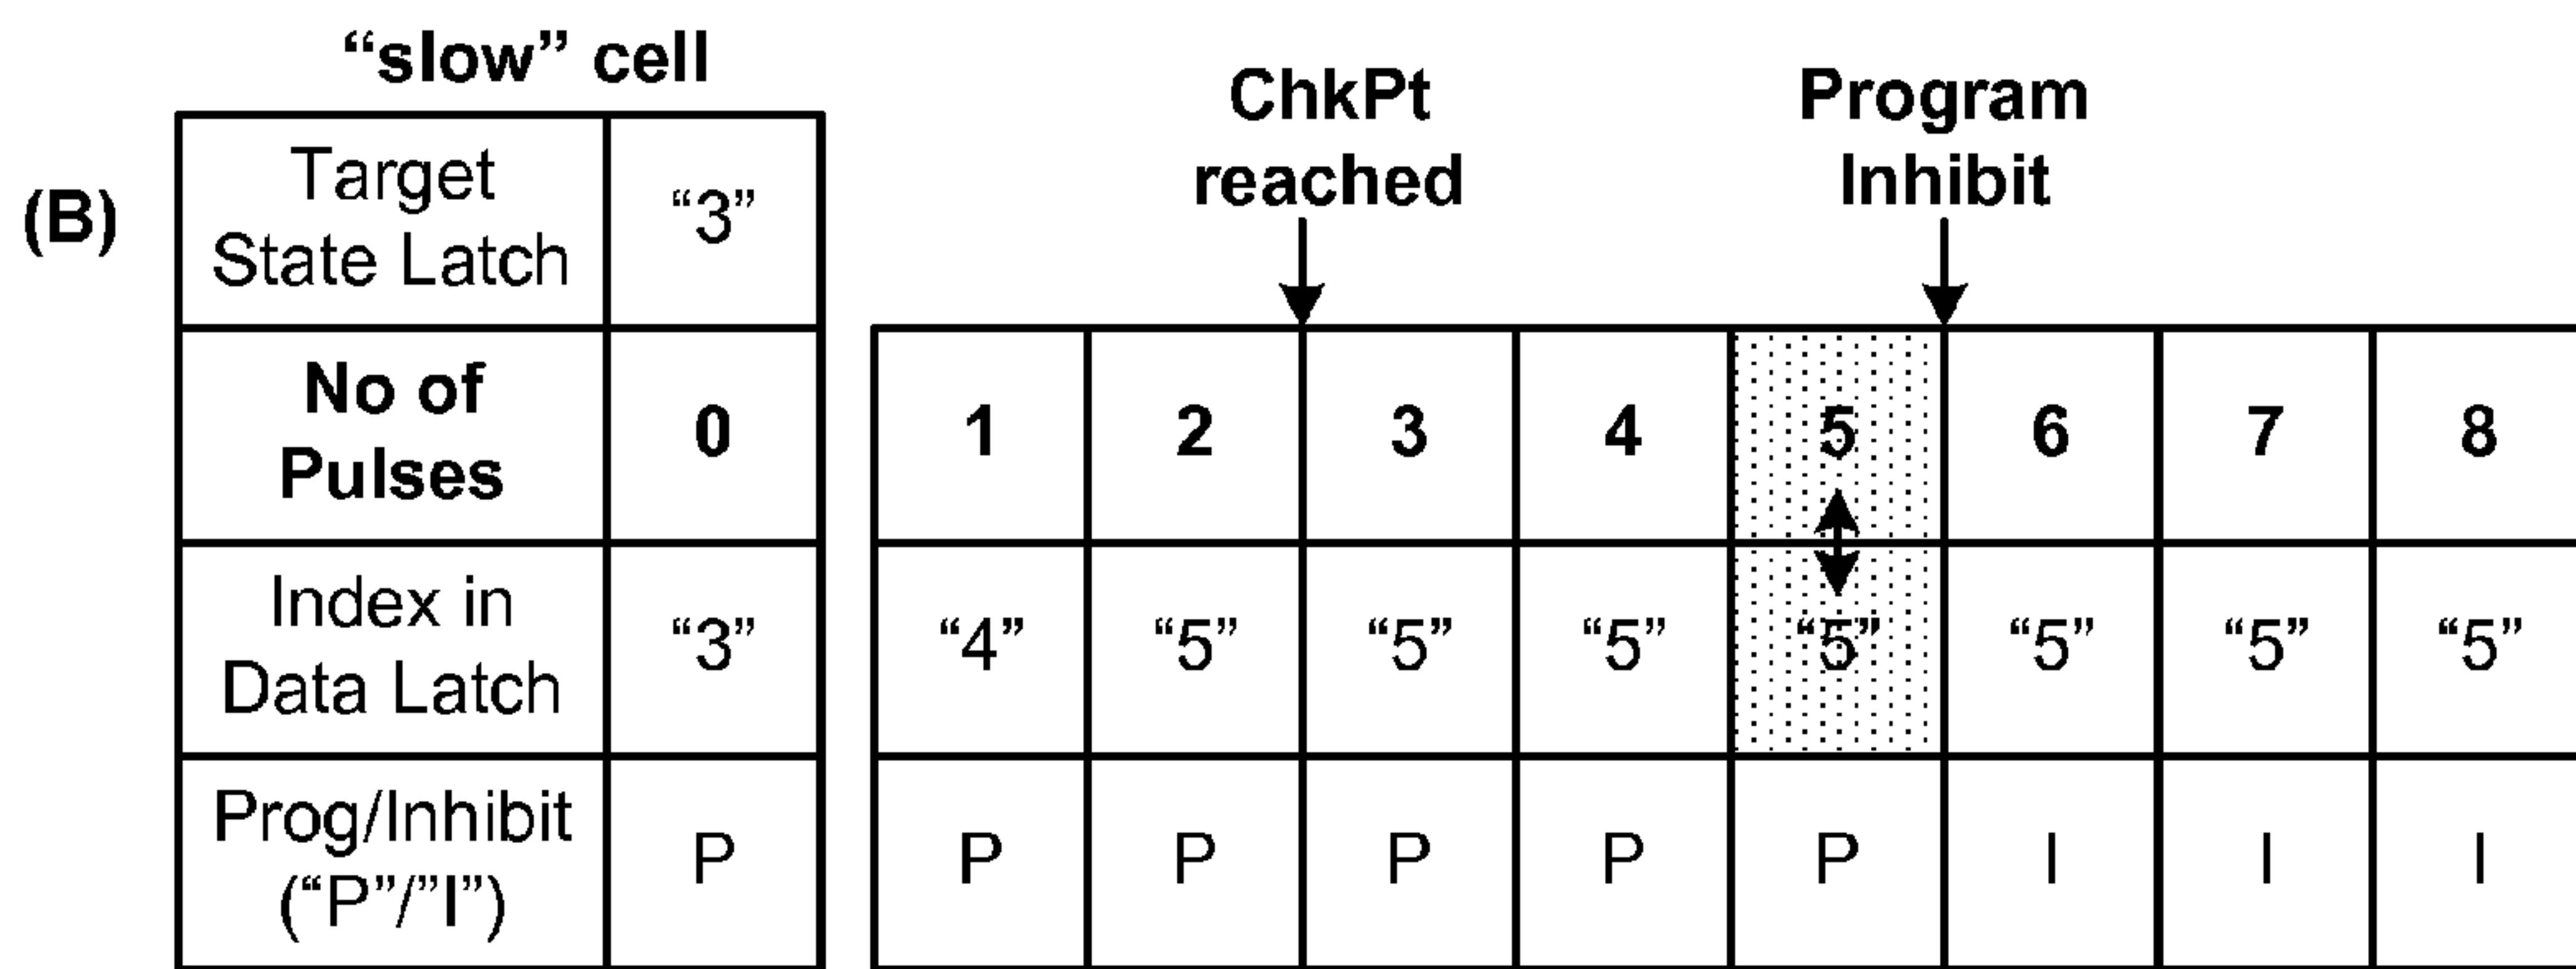 “slow” cell
ChkPt
reached
Program
Inhibit
(B)
Target
State Latch
“3”
No of
Pulses
0 1 2 3 4 5 6 7 8
Index in
Data Latch
“3” “4” “5” “5” “5” “5” “5” “5” “5”
Prog/Inhibit
(“P”/”I”)
P P P P P P I I I